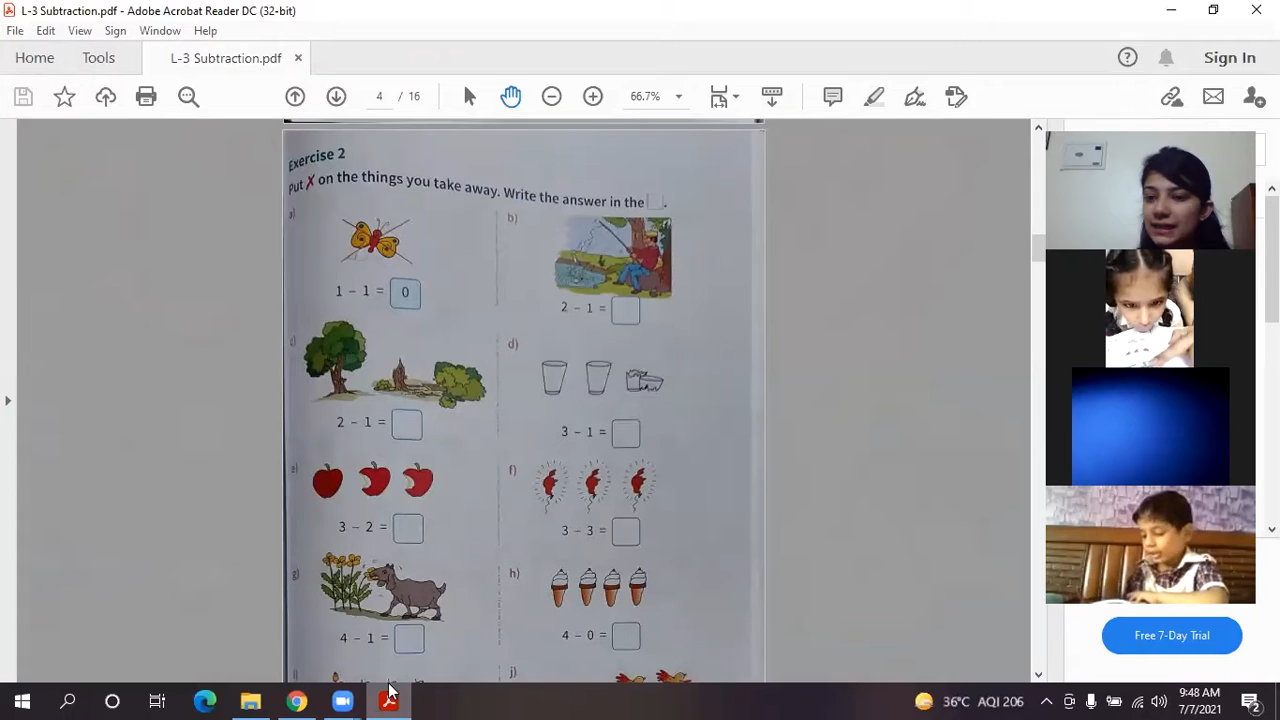 L-3 Subtraction.pdf - Adobe Acrobat Reader DC (32-bit)
File Edit View Sign Window Help
Home Tools L-3 Subtraction.pdf × Sign In
4 / 16 66.7%
Exercise 2
Put ✗ on the things you take away. Write the answer in the .
a) b)
1 - 1 = 0
2 - 1 =
c) d)
2 - 1 =
3 - 1 =
e) f)
3 - 2 =
3 - 3 =
g) h)
4 - 1 =
4 - 0 =
i) j)
Free 7-Day Trial
36°C AQI 206
9:48 AM
7/7/2021
2